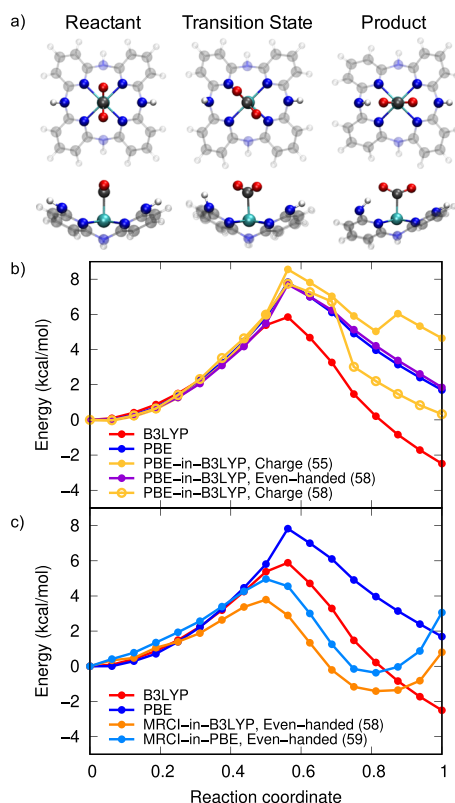 a)
Reactant Transition State Product
b)
8
6
4
2
0
−2
−4
Energy (kcal/mol)
B3LYP
PBE
PBE−in−B3LYP, Charge (55)
PBE−in−B3LYP, Even−handed (58)
PBE−in−B3LYP, Charge (58)
c)
8
6
4
2
0
−2
−4
Energy (kcal/mol)
B3LYP
PBE
MRCI−in−B3LYP, Even−handed (58)
MRCI−in−PBE, Even−handed (59)
0 0.2 0.4 0.6 0.8 1
Reaction coordinate